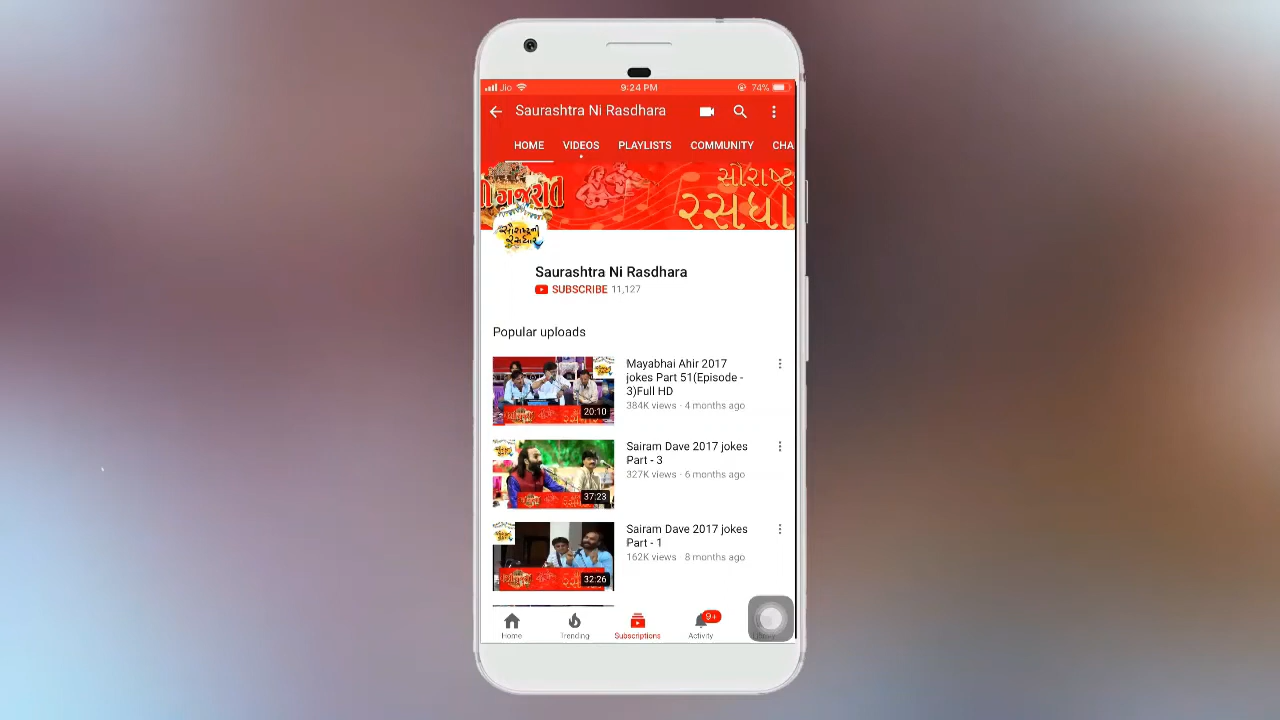 Jio 9:24 PM 74%
Saurashtra Ni Rasdhara
HOME VIDEOS PLAYLISTS COMMUNITY CHA
સૌરાષ્ટ્ર
રસધા
સૌરાષ્ટ્રની
રસધાર
Saurashtra Ni Rasdhara
SUBSCRIBE 11,127
Popular uploads
Mayabhai Ahir 2017
jokes Part 51(Episode -
3)Full HD
384K views · 4 months ago
20:10
Sairam Dave 2017 jokes
Part - 3
327K views · 6 months ago
37:23
Sairam Dave 2017 jokes
Part - 1
162K views · 8 months ago
32:26
9+
Home Trending Subscriptions Activity